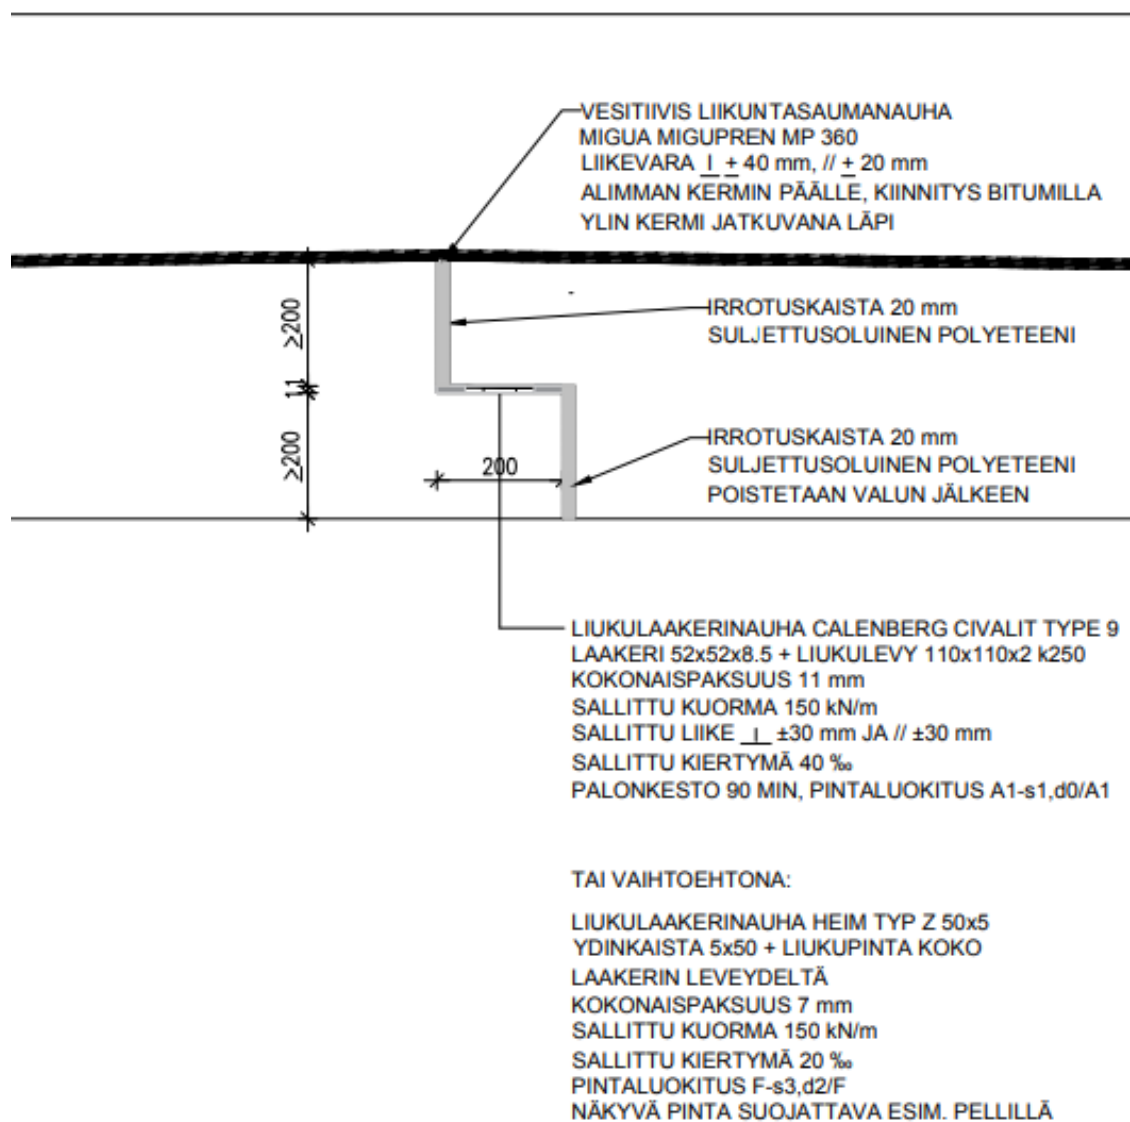 VESITIIVIS LIIKUNTASAUMANAUHA
MIGUA MIGUPREN MP 360
LIIKEVARA ⊥ ± 40 mm, // ± 20 mm
ALIMMAN KERMIN PÄÄLLE, KIINNITYS BITUMILLA
YLIN KERMI JATKUVANA LÄPI
≥200
11
≥200
200
IRROTUSKAISTA 20 mm
SULJETTUSOLUINEN POLYETEENI
IRROTUSKAISTA 20 mm
SULJETTUSOLUINEN POLYETEENI
POISTETAAN VALUN JÄLKEEN
LIUKULAAKERINAUHA CALENBERG CIVALIT TYPE 9
LAAKERI 52x52x8.5 + LIUKULEVY 110x110x2 k250
KOKONAISPAKSUUS 11 mm
SALLITTU KUORMA 150 kN/m
SALLITTU LIIKE ⊥ ±30 mm JA // ±30 mm
SALLITTU KIERTYMÄ 40 ‰
PALONKESTO 90 MIN, PINTALUOKITUS A1-s1,d0/A1
TAI VAIHTOEHTONA:
LIUKULAAKERINAUHA HEIM TYP Z 50x5
YDINKAISTA 5x50 + LIUKUPINTA KOKO
LAAKERIN LEVEYDELTÄ
KOKONAISPAKSUUS 7 mm
SALLITTU KUORMA 150 kN/m
SALLITTU KIERTYMÄ 20 ‰
PINTALUOKITUS F-s3,d2/F
NÄKYVÄ PINTA SUOJATTAVA ESIM. PELLILLÄ